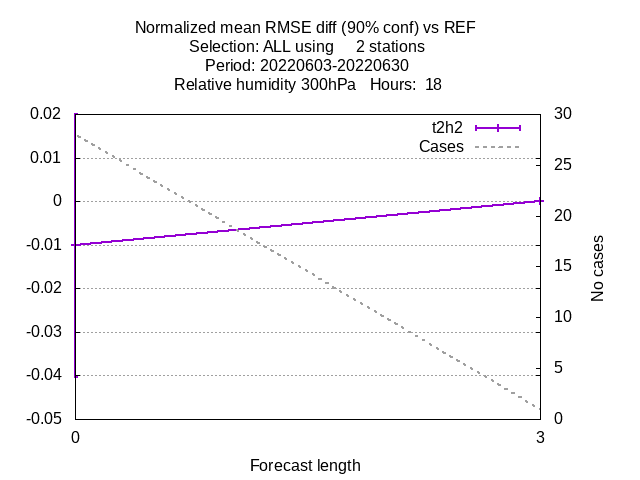 Normalized mean RMSE diff (90% conf) vs REF
Selection: ALL using     2 stations
Period: 20220603-20220630
Relative humidity 300hPa   Hours:  18
t2h2
Cases
0.02
0.01
0
-0.01
-0.02
-0.03
-0.04
-0.05
30
25
20
15
10
5
0
No cases
0
3
Forecast length